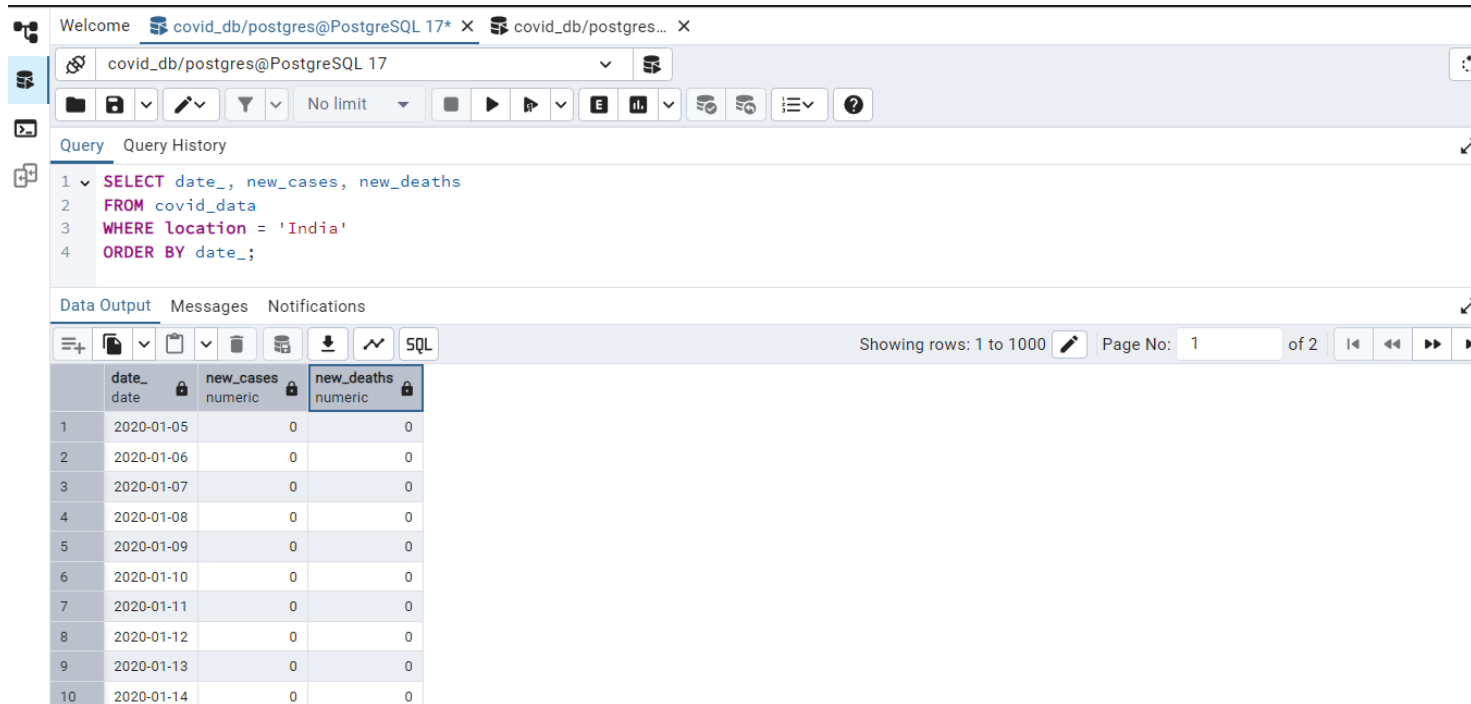 Welcome covid_db/postgres@PostgreSQL 17* X covid_db/postgres... X
covid_db/postgres@PostgreSQL 17
No limit E
Query Query History
1 SELECT date_, new_cases, new_deaths
2 FROM covid_data
3 WHERE location = 'India'
4 ORDER BY date_;
Data Output Messages Notifications
SQL Showing rows: 1 to 1000 Page No: 1 of 2
date_ new_cases new_deaths
date numeric numeric
1 2020-01-05 0 0
2 2020-01-06 0 0
3 2020-01-07 0 0
4 2020-01-08 0 0
5 2020-01-09 0 0
6 2020-01-10 0 0
7 2020-01-11 0 0
8 2020-01-12 0 0
9 2020-01-13 0 0
10 2020-01-14 0 0